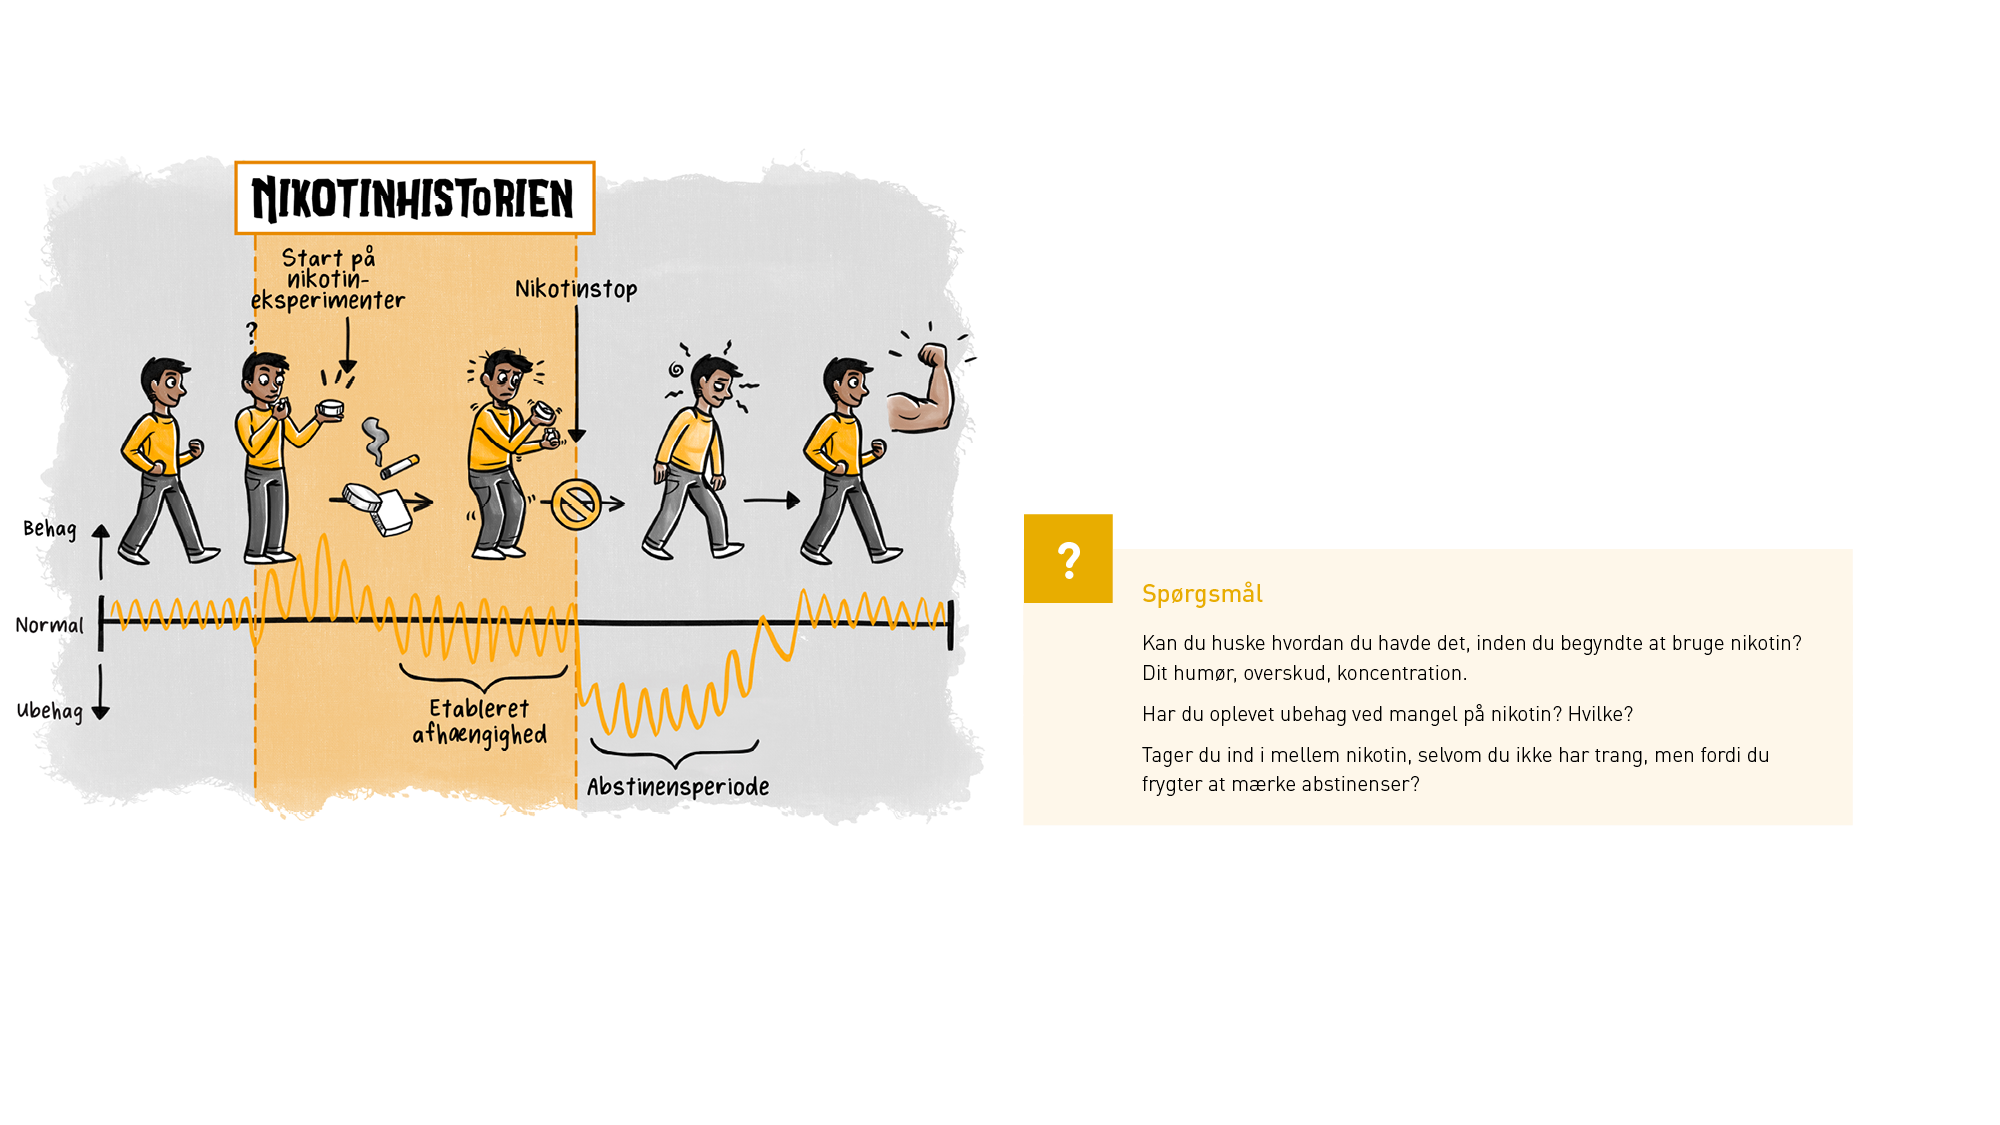 NIKOTINHISTORIEN
Start på
nikotin-
eksperimenter
Nikotinstop
?
Behag
Normal
Ubehag
Etableret
afhængighed
Abstinensperiode
?
Spørgsmål
Kan du huske hvordan du havde det, inden du begyndte at bruge nikotin?
Dit humør, overskud, koncentration.
Har du oplevet ubehag ved mangel på nikotin? Hvilke?
Tager du ind i mellem nikotin, selvom du ikke har trang, men fordi du
frygter at mærke abstinenser?